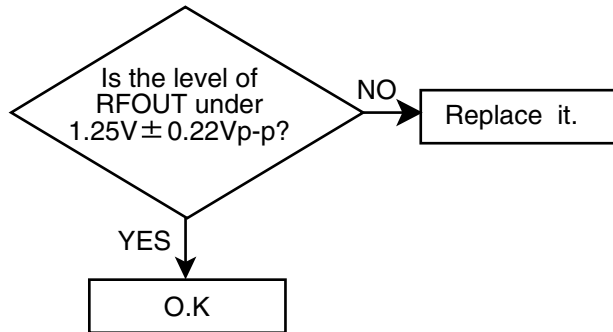 Is the level of
RFOUT under
1.25V±0.22Vp-p?
NO
Replace it.
YES
O.K